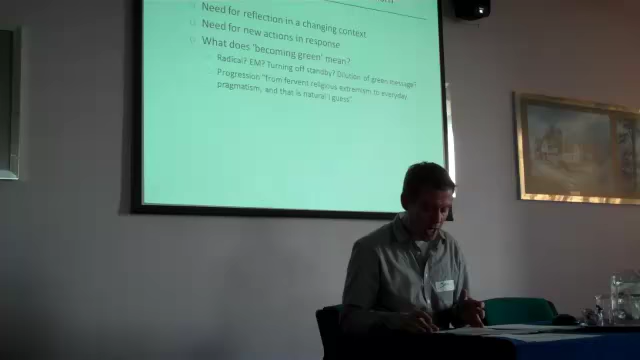 Need for reflection in a changing context
Need for new actions in response
What does 'becoming green' mean?
Radical? EM? Turning off standby? Dilution of green message?
Progression "from fervent religious extremism to everyday
pragmatism, and that is natural i guess"